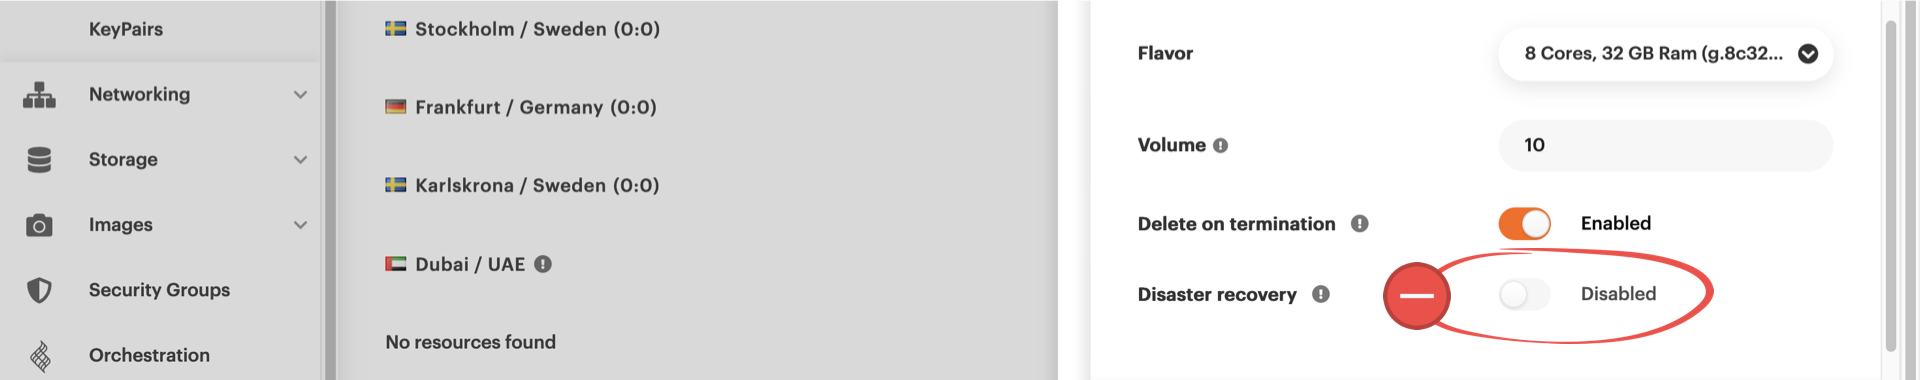 KeyPairs
Networking
Storage
Images
Security Groups
Orchestration
Stockholm / Sweden (0:0)
Frankfurt / Germany (0:0)
Karlskrona / Sweden (0:0)
Dubai / UAE
No resources found
Flavor
8 Cores, 32 GB Ram (g.8c32...
Volume
10
Delete on termination
Enabled
Disaster recovery
Disabled